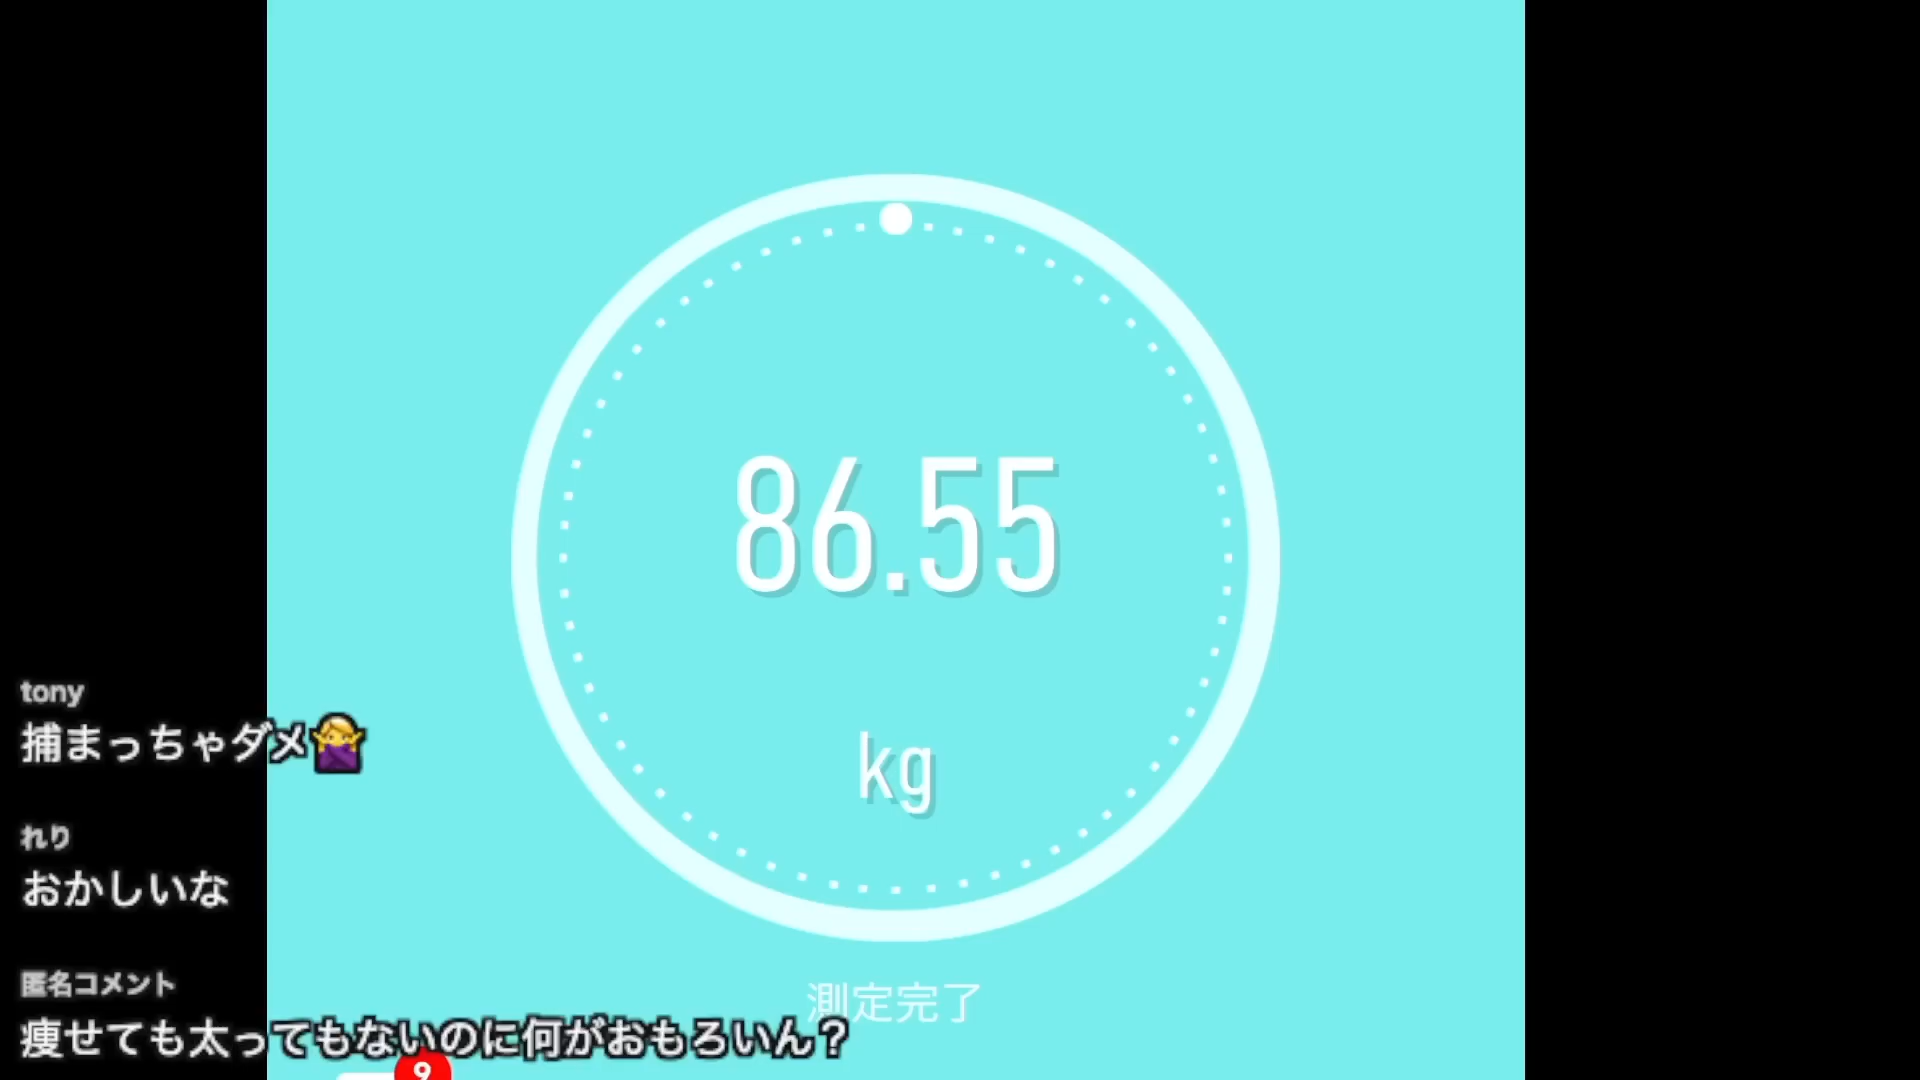 86.55
kg
測定完了
tony
捕まっちゃダメ🙅
れり
おかしいな
匿名コメント
痩せても太ってもないのに何がおもろいん？
9